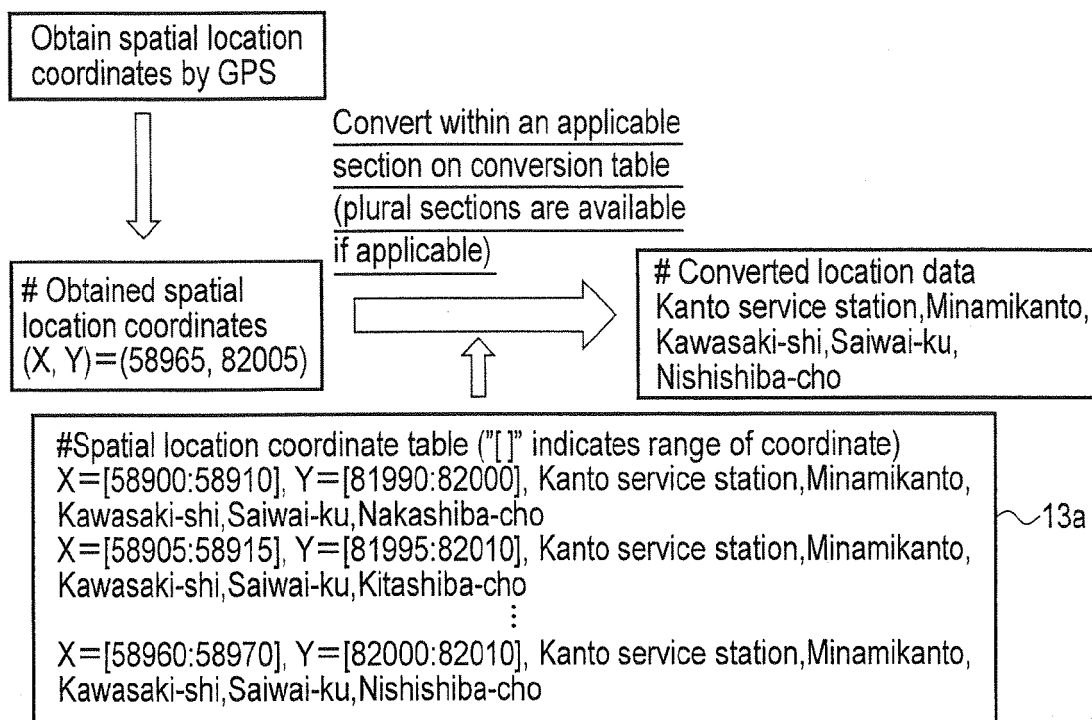 Obtain spatial location
coordinates by GPS
Convert within an applicable
section on conversion table
(plural sections are available
if applicable)
# Obtained spatial
location coordinates
(X, Y)=(58965, 82005)
# Converted location data
Kanto service station,Minamikanto,
Kawasaki-shi,Saiwai-ku,
Nishishiba-cho
#Spatial location coordinate table ("[ ]" indicates range of coordinate)
X=[58900:58910], Y=[81990:82000], Kanto service station,Minamikanto,
Kawasaki-shi,Saiwai-ku,Nakashiba-cho
X=[58905:58915], Y=[81995:82010], Kanto service station,Minamikanto,
Kawasaki-shi,Saiwai-ku,Kitashiba-cho
⋮
X=[58960:58970], Y=[82000:82010], Kanto service station,Minamikanto,
Kawasaki-shi,Saiwai-ku,Nishishiba-cho
13a